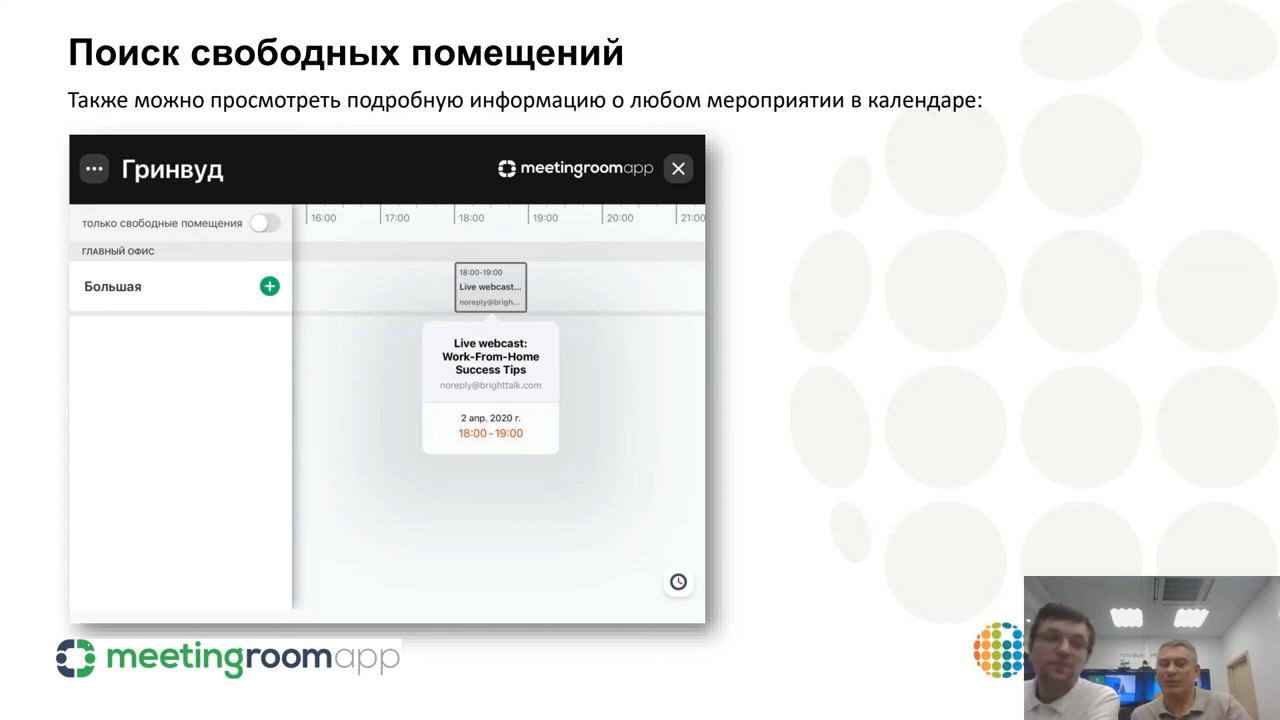 Поиск свободных помещений
Также можно просмотреть подробную информацию о любом мероприятии в календаре:
••• Гринвуд
meetingroomapp
только свободные помещения
16:00 17:00 18:00 19:00 20:00 21:00
ГЛАВНЫЙ ОФИС
Большая
18:00-19:00
Live webcast...
noreply@brigh...
Live webcast:
Work-From-Home
Success Tips
noreply@brighttalk.com
2 апр. 2020 г.
18:00 - 19:00
meetingroomapp